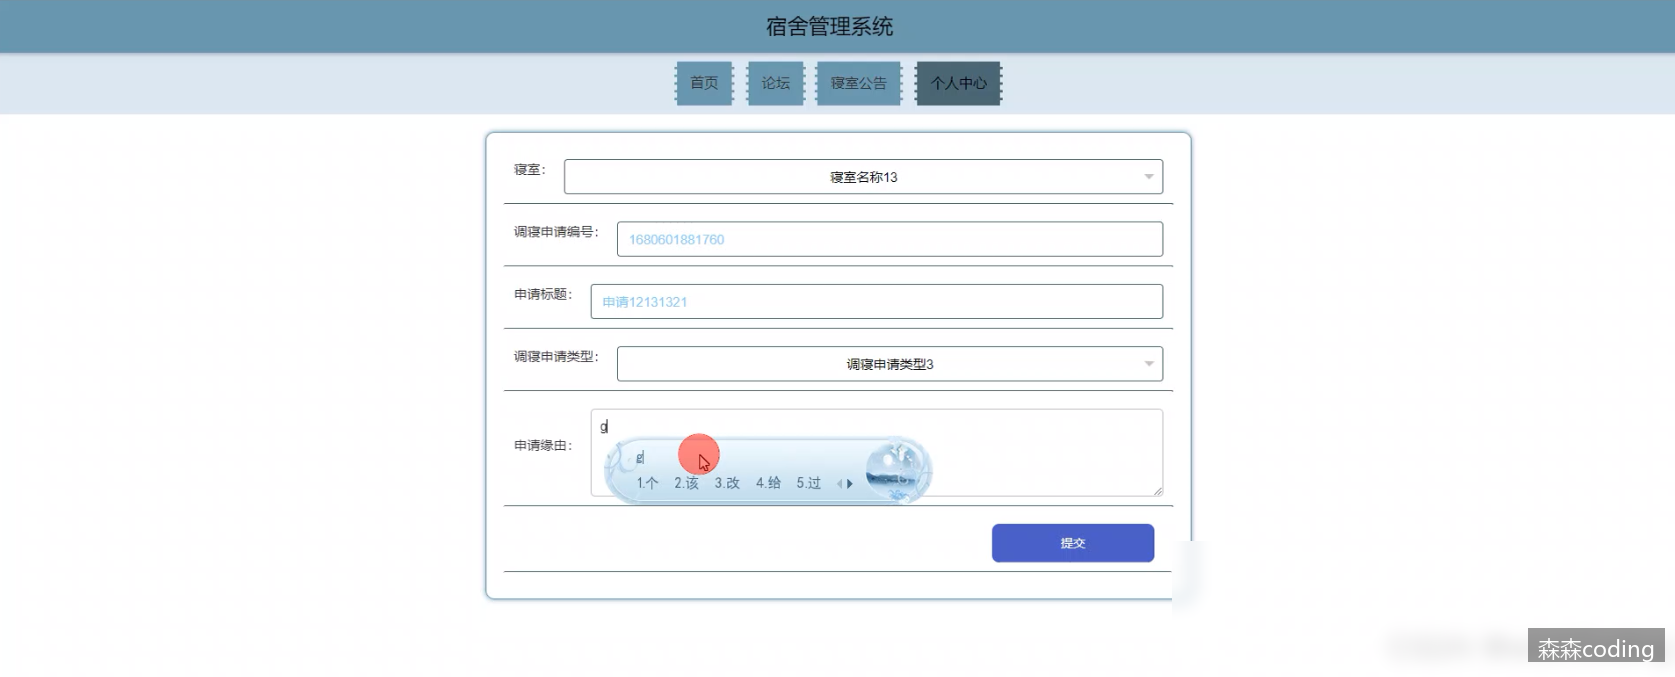 宿舍管理系统
首页 论坛 寝室公告 个人中心
寝室： 寝室名称13
调寝申请编号： 1680601881760
申请标题： 申请12131321
调寝申请类型： 调寝申请类型3
申请缘由： g
g
1.个 2.该 3.改 4.给 5.过
提交
森森coding